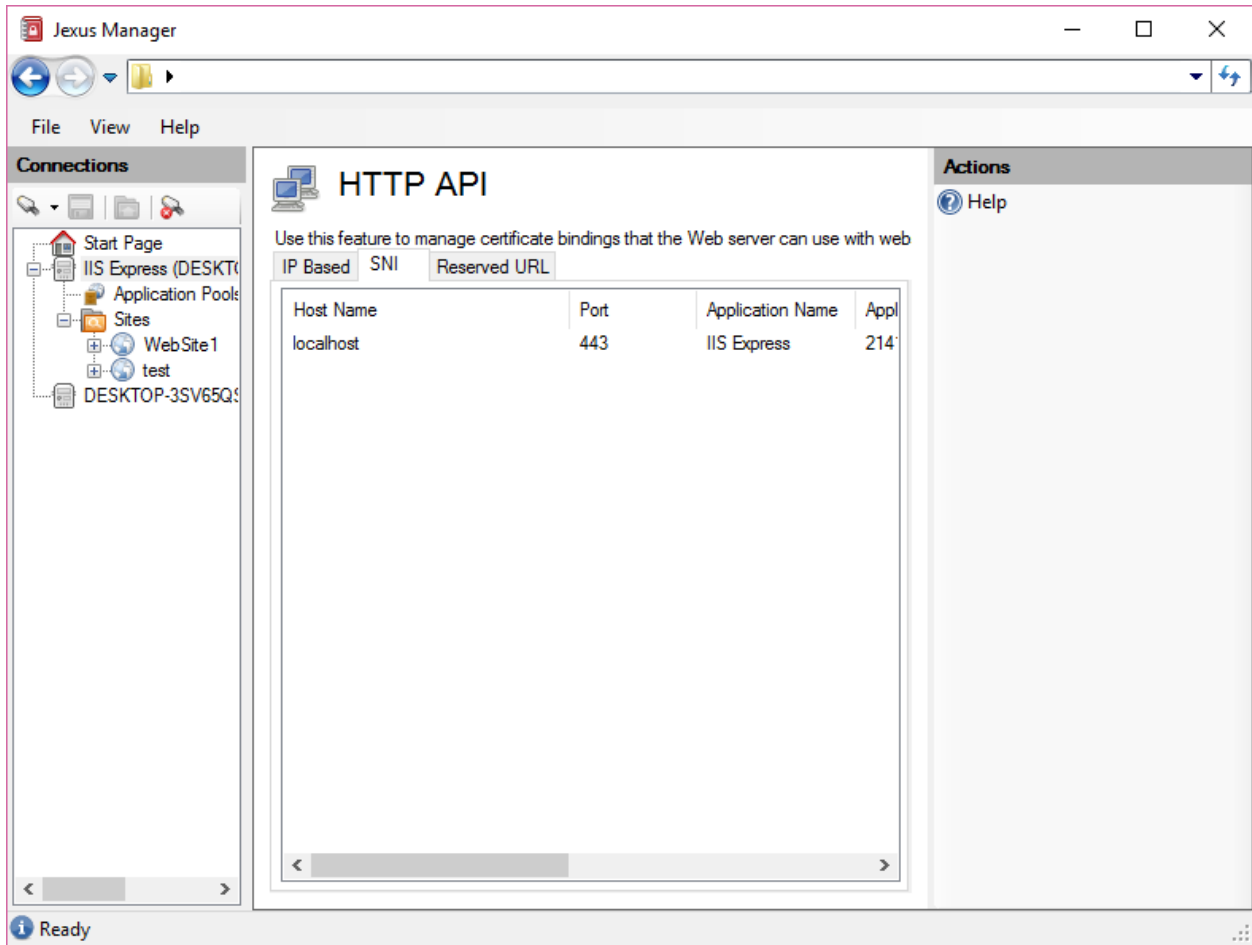 Jexus Manager
File View Help
Connections
Start Page
IIS Express (DESKT
Application Pools
Sites
WebSite1
test
DESKTOP-3SV65QS
HTTP API
Use this feature to manage certificate bindings that the Web server can use with web
IP Based SNI Reserved URL
Host Name Port Application Name Appl
localhost 443 IIS Express 214
Actions
Help
Ready